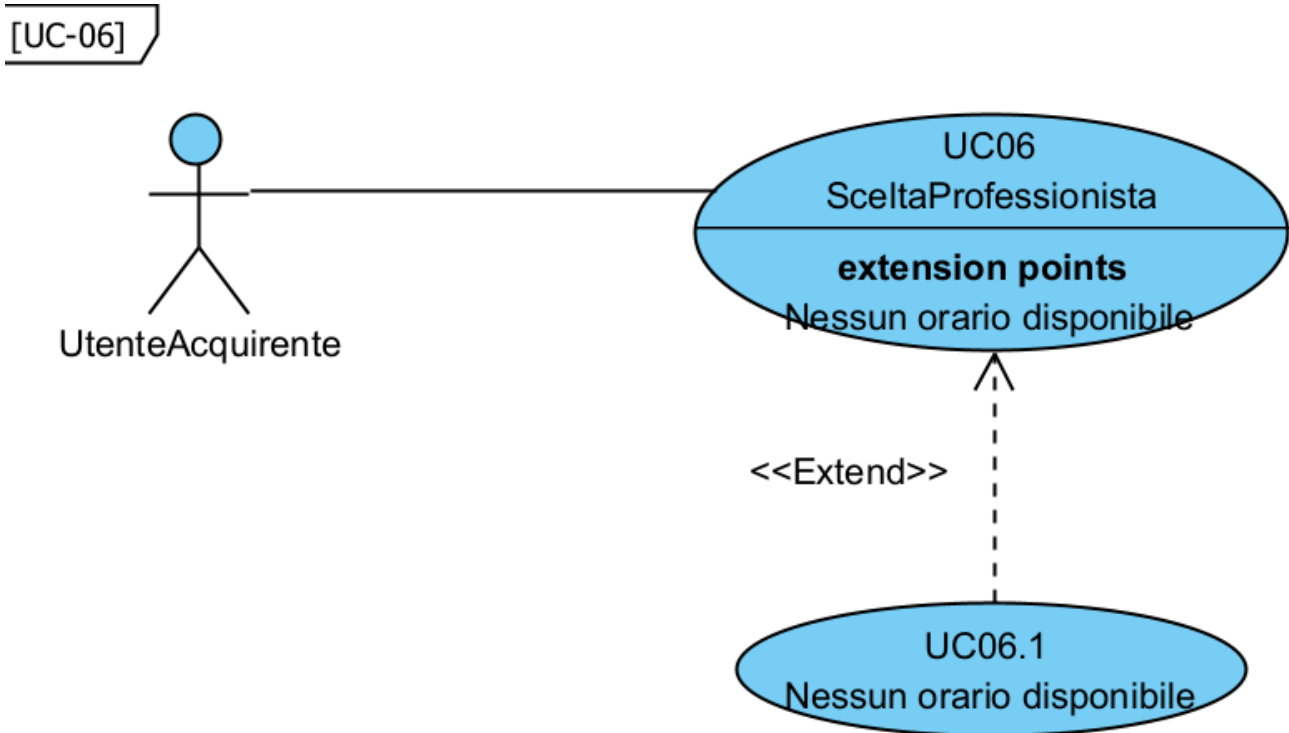 [UC-06]
UC06
SceltaProfessionista
extension points
Nessun orario disponibile
UtenteAcquirente
<<Extend>>
UC06.1
Nessun orario disponibile